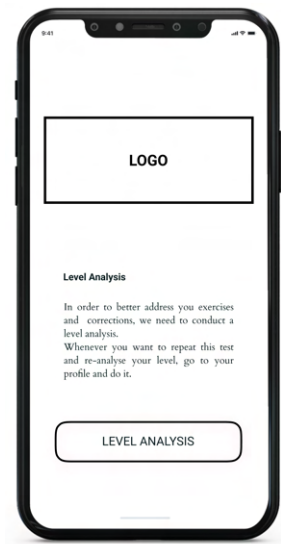 9:41
LOGO
Level Analysis
In order to better address you exercises
and corrections, we need to conduct a
level analysis.
Whenever you want to repeat this test
and re-analyse your level, go to your
profile and do it.
LEVEL ANALYSIS